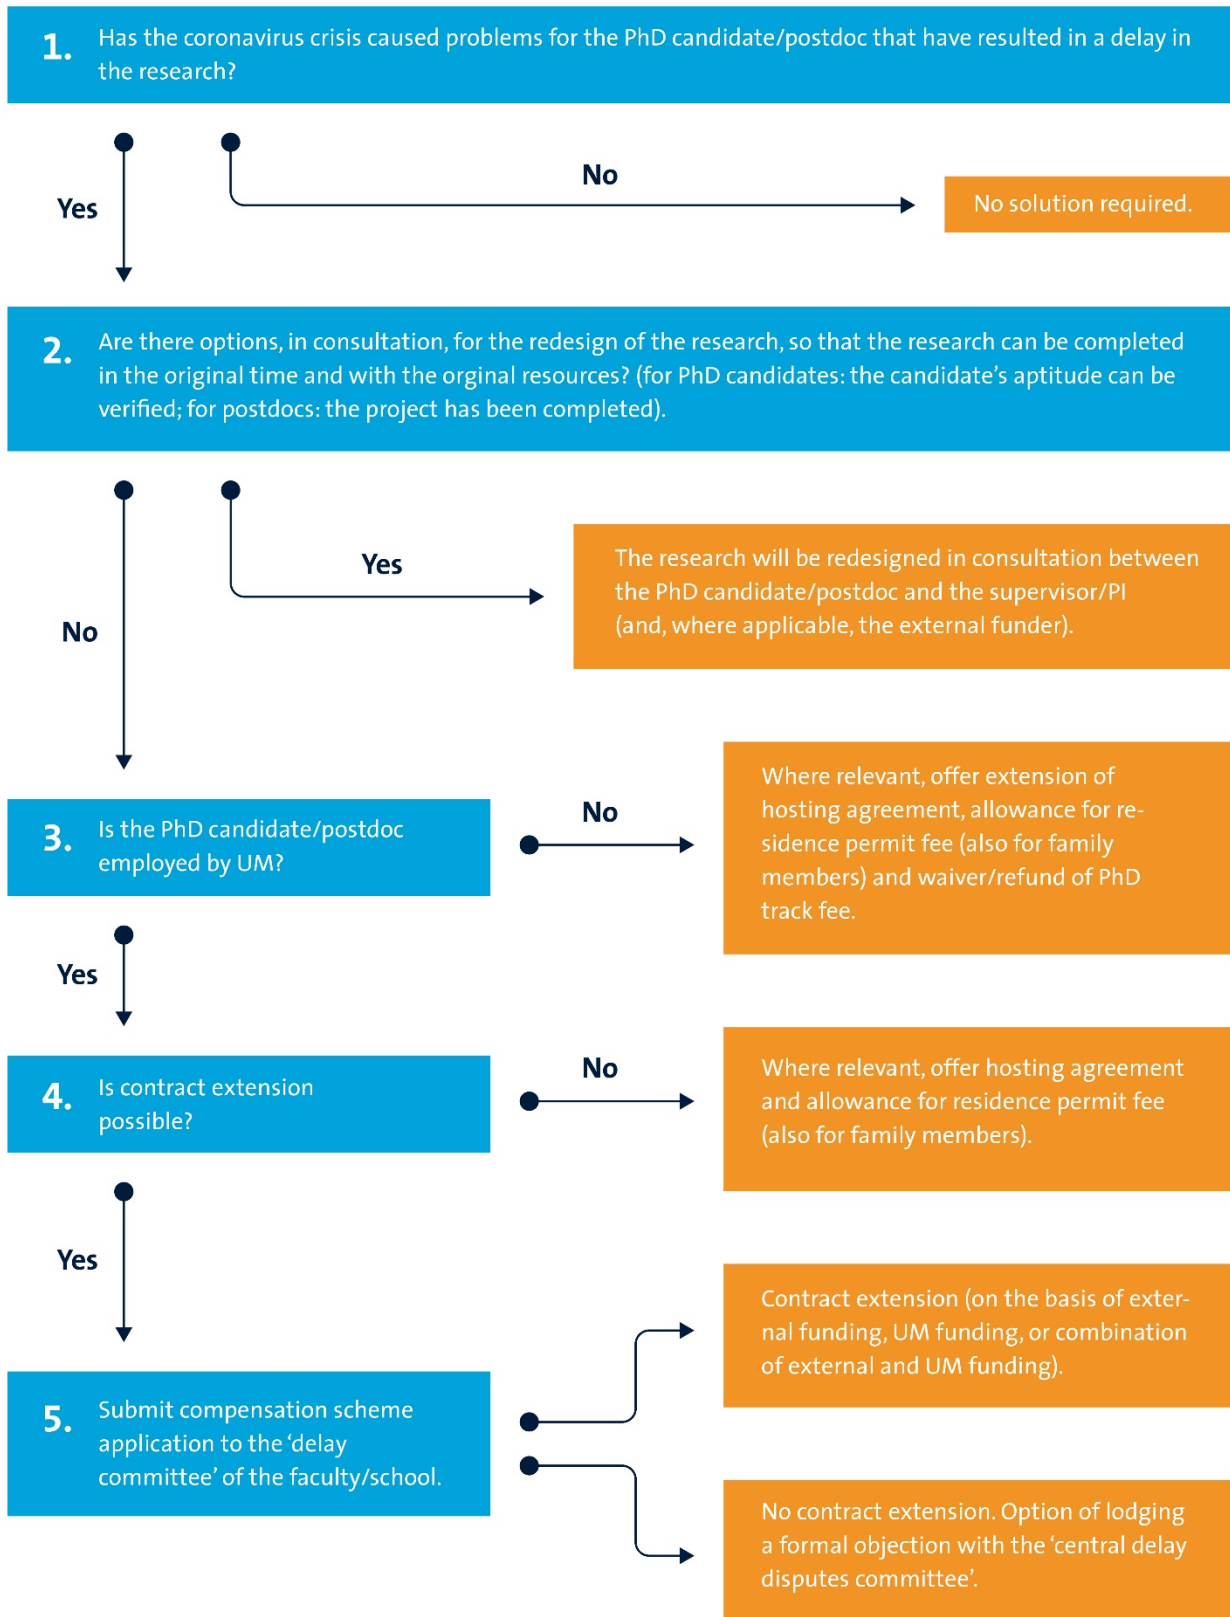 1. Has the coronavirus crisis caused problems for the PhD candidate/postdoc that have resulted in a delay in
the research?
No
Yes
No solution required.
2. Are there options, in consultation, for the redesign of the research, so that the research can be completed
in the original time and with the orginal resources? (for PhD candidates: the candidate's aptitude can be
verified; for postdocs: the project has been completed).
Yes
No
The research will be redesigned in consultation between
the PhD candidate/postdoc and the supervisor/PI
(and, where applicable, the external funder).
3. Is the PhD candidate/postdoc
employed by UM?
No
Yes
Where relevant, offer extension of
hosting agreement, allowance for re-
sidence permit fee (also for family
members) and waiver/refund of PhD
track fee.
4. Is contract extension
possible?
No
Yes
Where relevant, offer hosting agreement
and allowance for residence permit fee
(also for family members).
5. Submit compensation scheme
application to the ‘delay
committee’ of the faculty/school.
Contract extension (on the basis of exter-
nal funding, UM funding, or combination
of external and UM funding).
No contract extension. Option of lodging
a formal objection with the ‘central delay
disputes committee’.